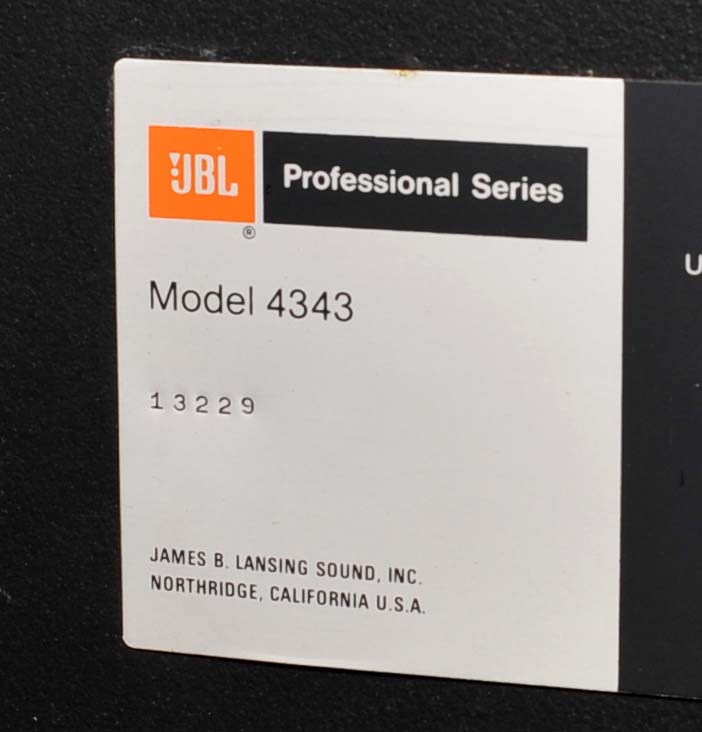 JBL
Professional Series
®
Model 4343
13229
JAMES B. LANSING SOUND, INC.
NORTHRIDGE, CALIFORNIA U.S.A.
U